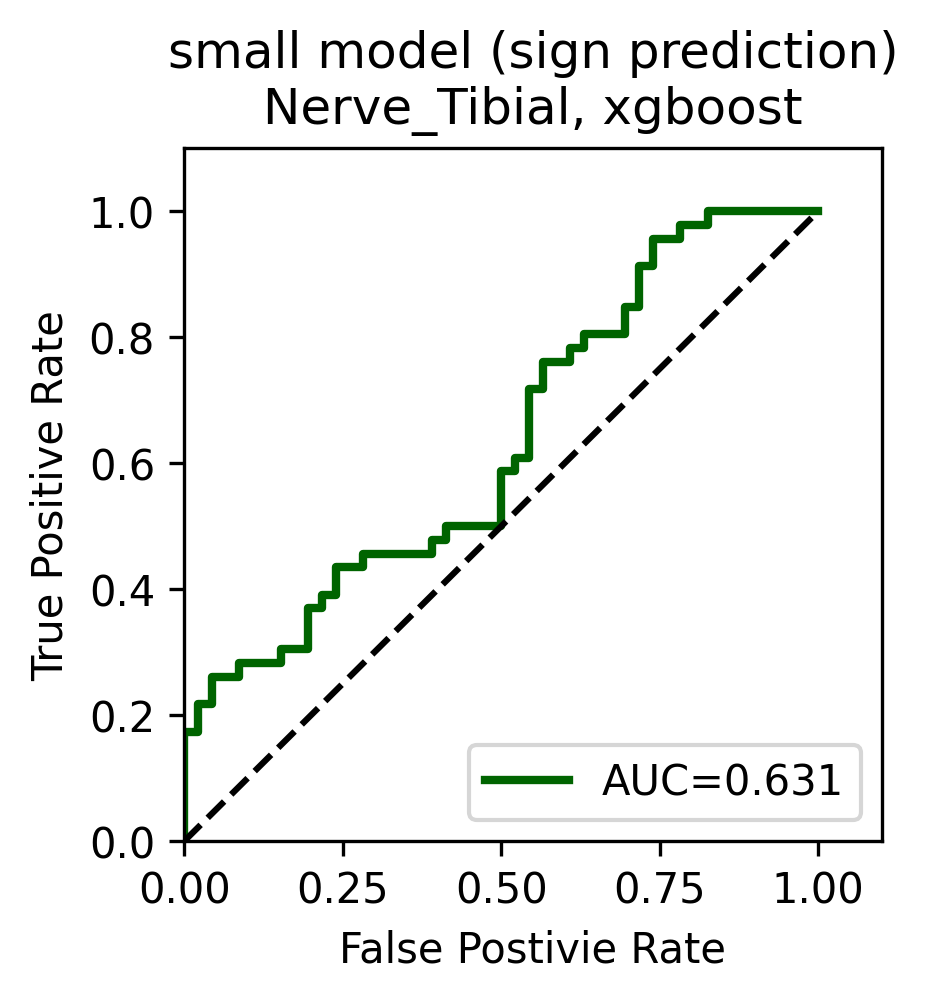 small model (sign prediction)
Nerve_Tibial, xgboost
1.0
0.8
0.6
0.4
0.2
0.0
True Positive Rate
AUC=0.631
0.00 0.25 0.50 0.75 1.00
False Postivie Rate